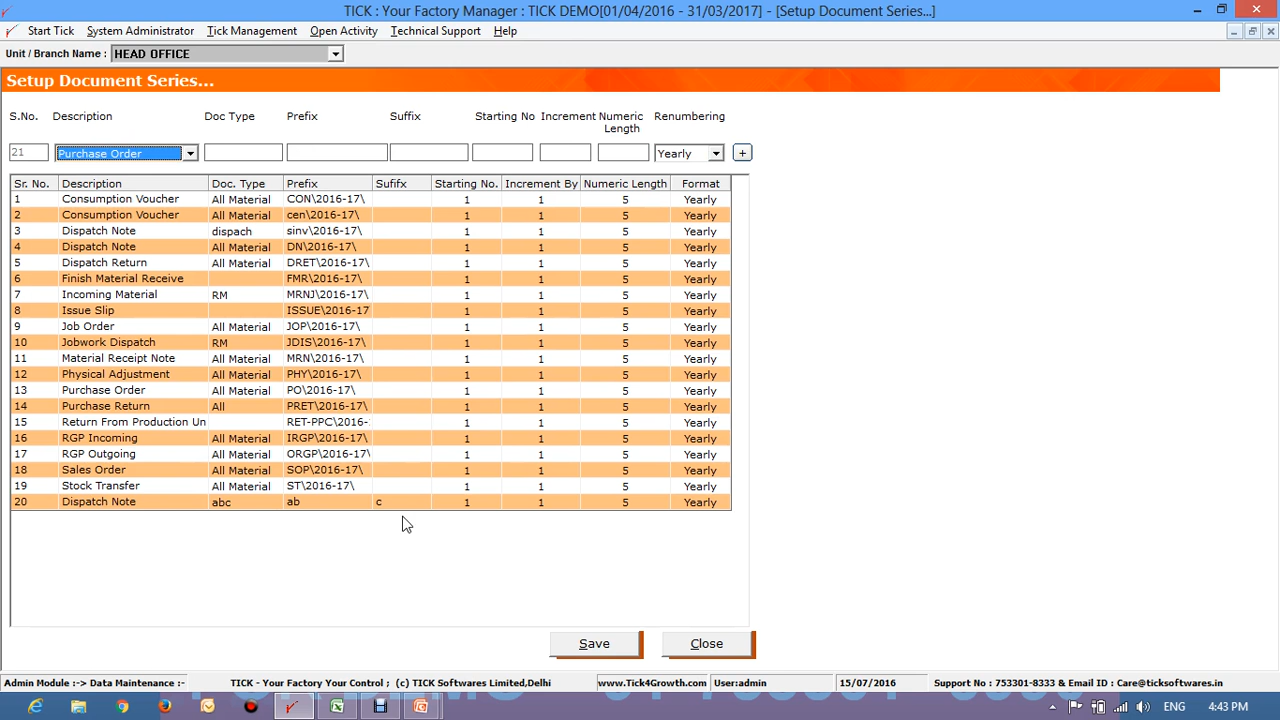 TICK : Your Factory Manager : TICK DEMO[01/04/2016 - 31/03/2017] - [Setup Document Series...]
Start Tick System Administrator Tick Management Open Activity Technical Support Help
Unit / Branch Name : HEAD OFFICE
Setup Document Series...
S.No. Description Doc Type Prefix Suffix Starting No Increment Numeric Length Renumbering
21 Purchase Order Yearly +
Sr. No. Description Doc. Type Prefix Sufifx Starting No. Increment By Numeric Length Format
1 Consumption Voucher All Material CON\2016-17\ 1 1 5 Yearly
2 Consumption Voucher All Material cen\2016-17\ 1 1 5 Yearly
3 Dispatch Note dispach sinv\2016-17\ 1 1 5 Yearly
4 Dispatch Note All Material DN\2016-17\ 1 1 5 Yearly
5 Dispatch Return All Material DRET\2016-17\ 1 1 5 Yearly
6 Finish Material Receive FMR\2016-17\ 1 1 5 Yearly
7 Incoming Material RM MRNJ\2016-17\ 1 1 5 Yearly
8 Issue Slip ISSUE\2016-17 1 1 5 Yearly
9 Job Order All Material JOP\2016-17\ 1 1 5 Yearly
10 Jobwork Dispatch RM JDIS\2016-17\ 1 1 5 Yearly
11 Material Receipt Note All Material MRN\2016-17\ 1 1 5 Yearly
12 Physical Adjustment All Material PHY\2016-17\ 1 1 5 Yearly
13 Purchase Order All Material PO\2016-17\ 1 1 5 Yearly
14 Purchase Return All PRET\2016-17\ 1 1 5 Yearly
15 Return From Production Un RET-PPC\2016- 1 1 5 Yearly
16 RGP Incoming All Material IRGP\2016-17\ 1 1 5 Yearly
17 RGP Outgoing All Material ORGP\2016-17\ 1 1 5 Yearly
18 Sales Order All Material SOP\2016-17\ 1 1 5 Yearly
19 Stock Transfer All Material ST\2016-17\ 1 1 5 Yearly
20 Dispatch Note abc ab c 1 1 5 Yearly
Save Close
Admin Module :-> Data Maintenance :- TICK - Your Factory Your Control ; (c) TICK Softwares Limited,Delhi www.Tick4Growth.com User:admin 15/07/2016 Support No : 753301-8333 & Email ID : Care@ticksoftwares.in
ENG 4:43 PM